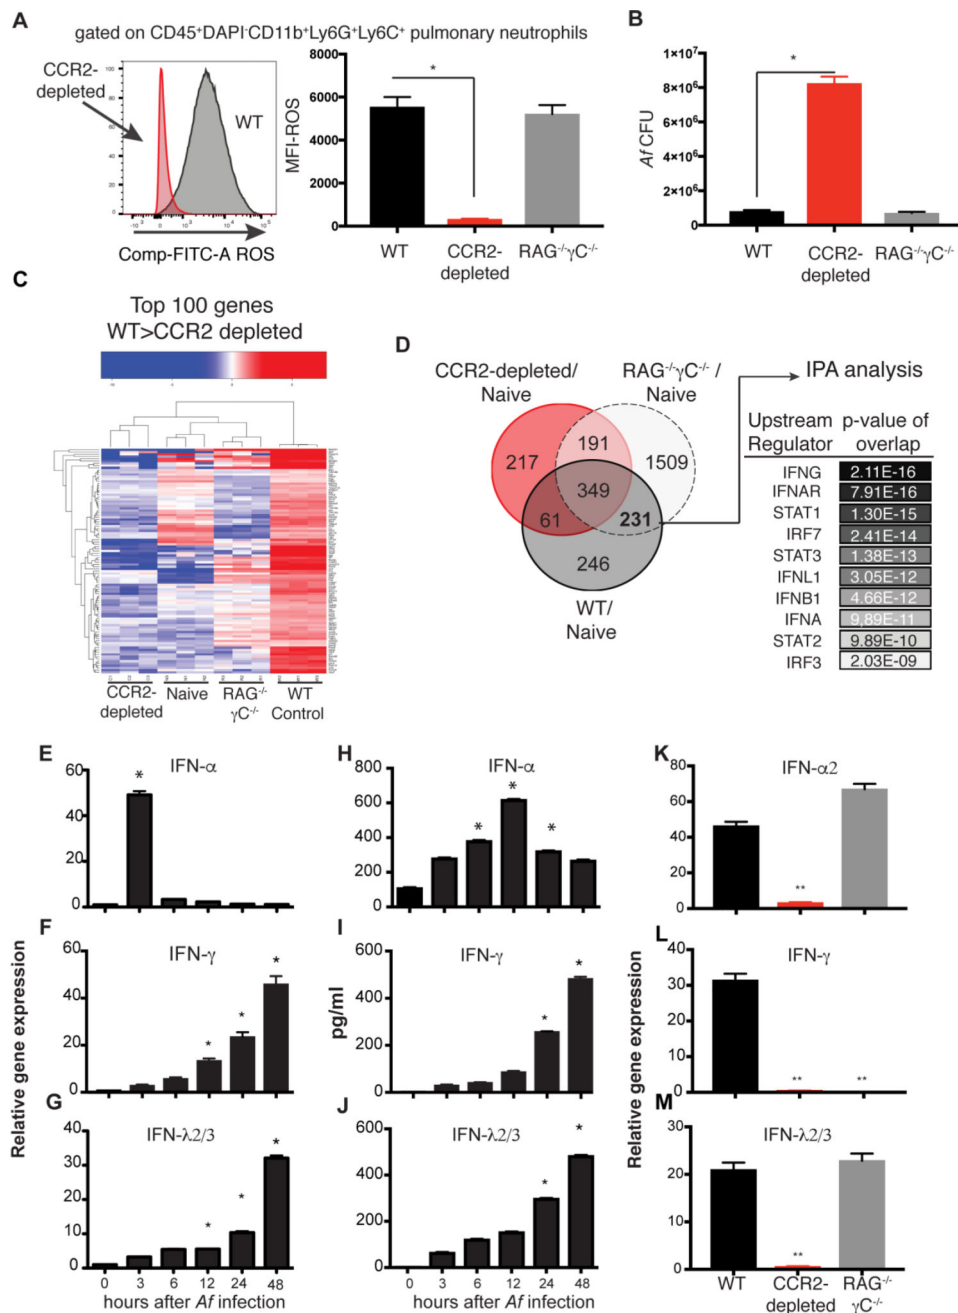 A
gated on CD45⁺DAPI⁻CD11b⁺Ly6G⁺Ly6C⁺ pulmonary neutrophils
CCR2-
depleted
WT
100
80
60
40
20
0
-10³
0
10³
10⁴
10⁵
Comp-FITC-A ROS
MFI-ROS
8000
6000
4000
2000
0
*
WT
CCR2-
depleted
RAG⁻/⁻γC⁻/⁻
B
Af CFU
1×10⁷
8×10⁶
6×10⁶
4×10⁶
2×10⁶
0
*
WT
CCR2-
depleted
RAG⁻/⁻γC⁻/⁻
C
Top 100 genes
WT>CCR2 depleted
CCR2-
depleted
Naive
RAG⁻/⁻
γC⁻/⁻
WT
Control
D
CCR2-depleted/
Naive
RAG⁻/⁻γC⁻/⁻ /
Naive
217
191
1509
349
61
231
246
WT/
Naive
IPA analysis
Upstream
Regulator
p-value of
overlap
IFNG 2.11E-16
IFNAR 7.91E-16
STAT1 1.30E-15
IRF7 2.41E-14
STAT3 1.38E-13
IFNL1 3.05E-12
IFNB1 4.66E-12
IFNA 9,89E-11
STAT2 9.89E-10
IRF3 2.03E-09
E
IFN-α
60
40
20
0
*
F
IFN-γ
60
40
20
0
* * *
G
IFN-λ2/3
40
30
20
10
0
* * *
0 3 6 12 24 48
hours after Af infection
Relative gene expression
H
IFN-α
800
600
400
200
0
* * *
I
IFN-γ
600
400
200
0
* *
J
IFN-λ2/3
600
400
200
0
* *
0 3 6 12 24 48
hours after Af infection
pg/ml
K
IFN-α2
80
60
40
20
0
**
L
IFN-γ
40
30
20
10
0
** **
M
IFN-λ2/3
30
20
10
0
**
WT
CCR2-
depleted
RAG⁻/⁻
γC⁻/⁻
Relative gene expression